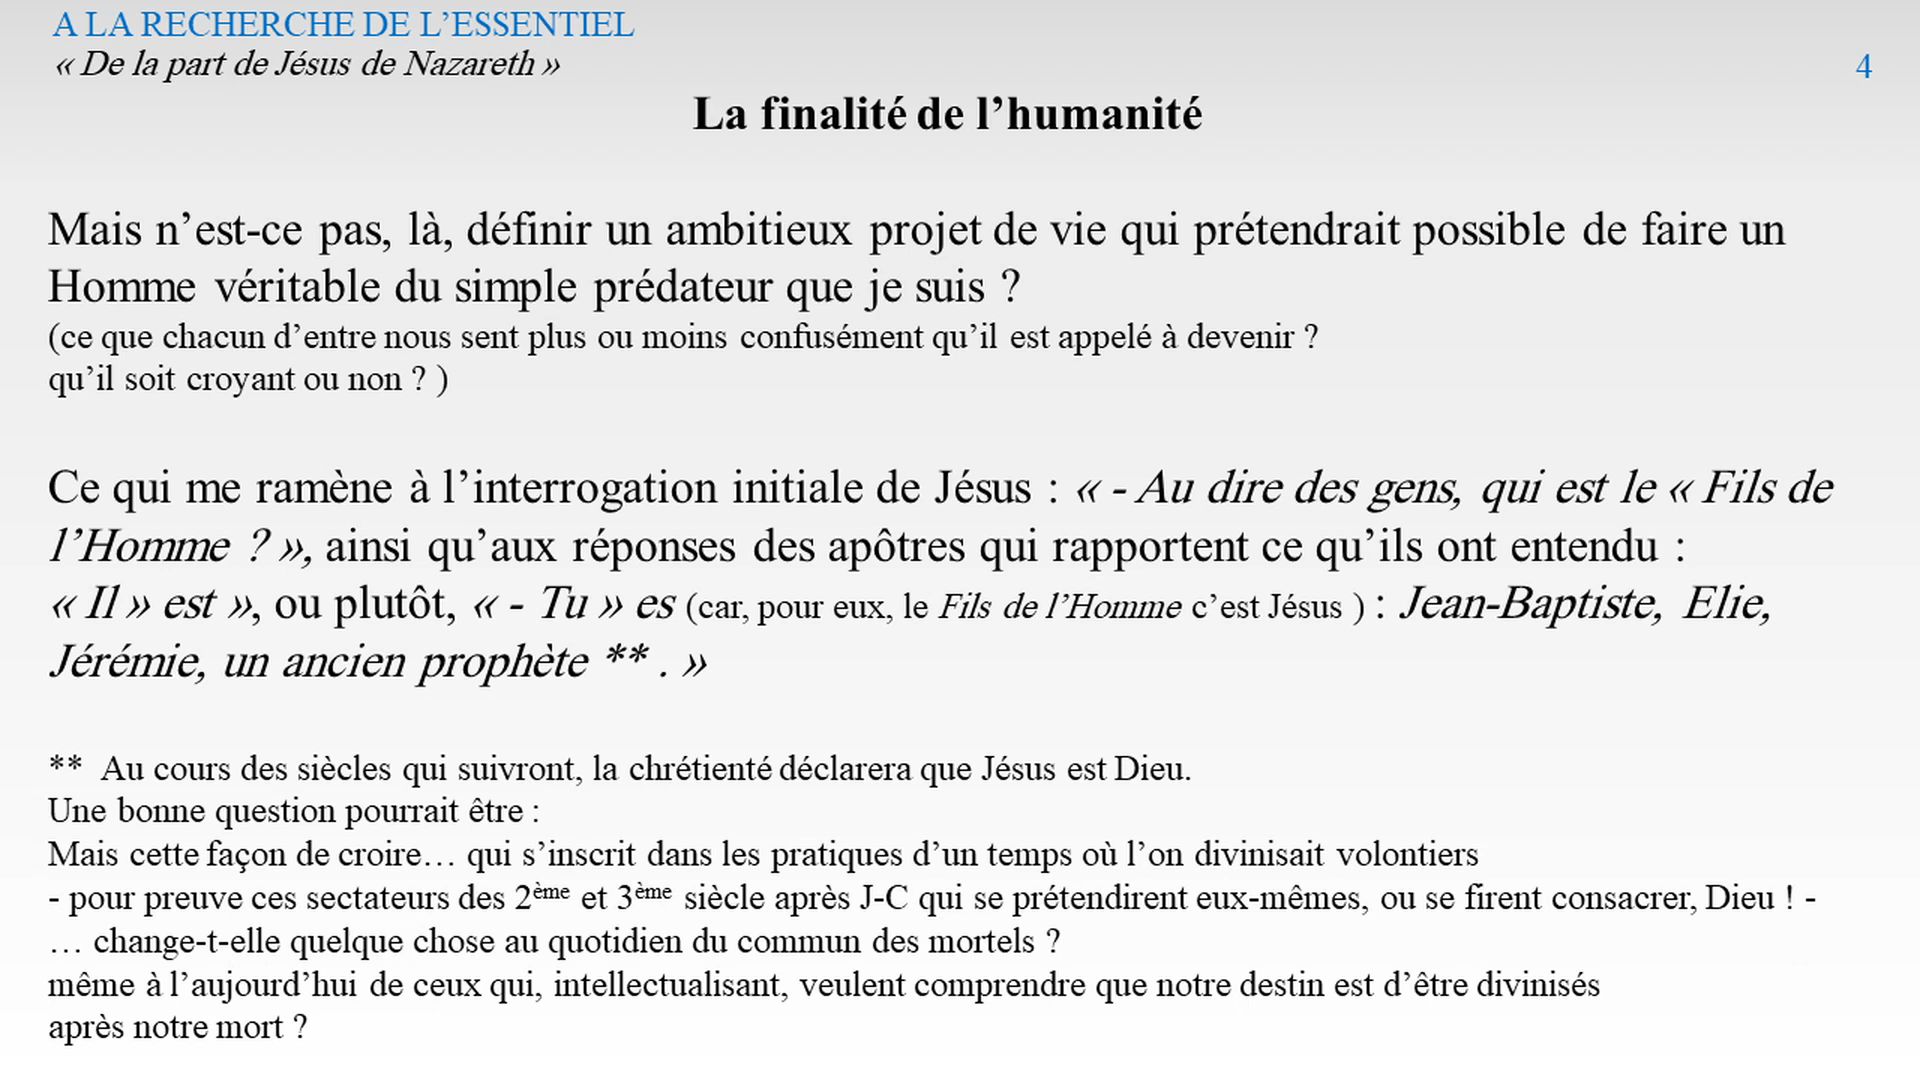 A LA RECHERCHE DE L’ESSENTIEL
« De la part de Jésus de Nazareth »
4
La finalité de l’humanité
Mais n’est-ce pas, là, définir un ambitieux projet de vie qui prétendrait possible de faire un
Homme véritable du simple prédateur que je suis ?
(ce que chacun d’entre nous sent plus ou moins confusément qu’il est appelé à devenir ?
qu’il soit croyant ou non ? )
Ce qui me ramène à l’interrogation initiale de Jésus : « - Au dire des gens, qui est le « Fils de
l’Homme ? », ainsi qu’aux réponses des apôtres qui rapportent ce qu’ils ont entendu :
« Il » est », ou plutôt, « - Tu » es (car, pour eux, le Fils de l’Homme c’est Jésus ) : Jean-Baptiste, Elie,
Jérémie, un ancien prophète ** . »
** Au cours des siècles qui suivront, la chrétienté déclarera que Jésus est Dieu.
Une bonne question pourrait être :
Mais cette façon de croire… qui s’inscrit dans les pratiques d’un temps où l’on divinisait volontiers
- pour preuve ces sectateurs des 2ème et 3ème siècle après J-C qui se prétendirent eux-mêmes, ou se firent consacrer, Dieu ! -
… change-t-elle quelque chose au quotidien du commun des mortels ?
même à l’aujourd’hui de ceux qui, intellectualisant, veulent comprendre que notre destin est d’être divinisés
après notre mort ?